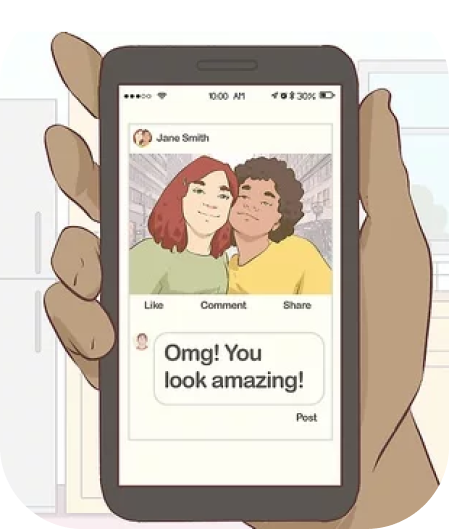 10:00 AM 30%
Jane Smith
Like Comment Share
Omg! You
look amazing!
Post